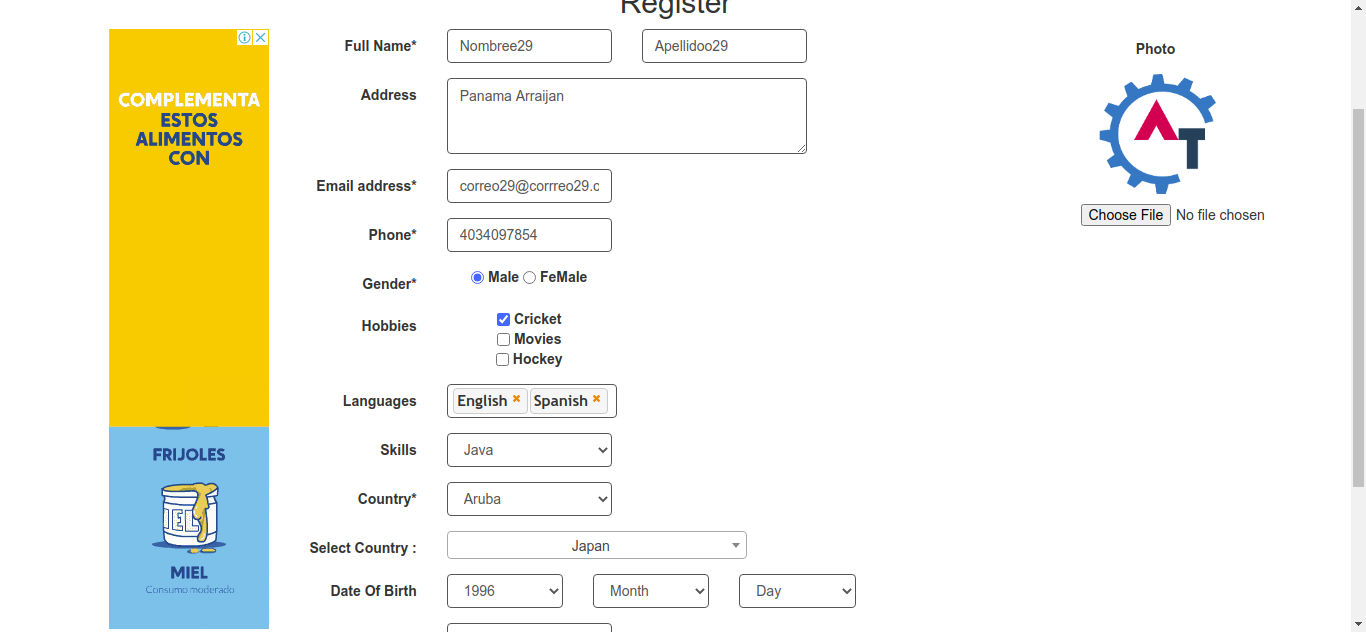 Register
COMPLEMENTA
ESTOS
ALIMENTOS
CON
FRIJOLES
MIEL
MIEL
Consumo moderado
Full Name* Nombree29 Apellidoo29
Address Panama Arraijan
Email address* correo29@corrreo29.c
Phone* 4034097854
Gender* Male FeMale
Hobbies Cricket
Movies
Hockey
Languages English Spanish
Skills Java
Country* Aruba
Select Country : Japan
Date Of Birth 1996 Month Day
Photo
AT
Choose File No file chosen